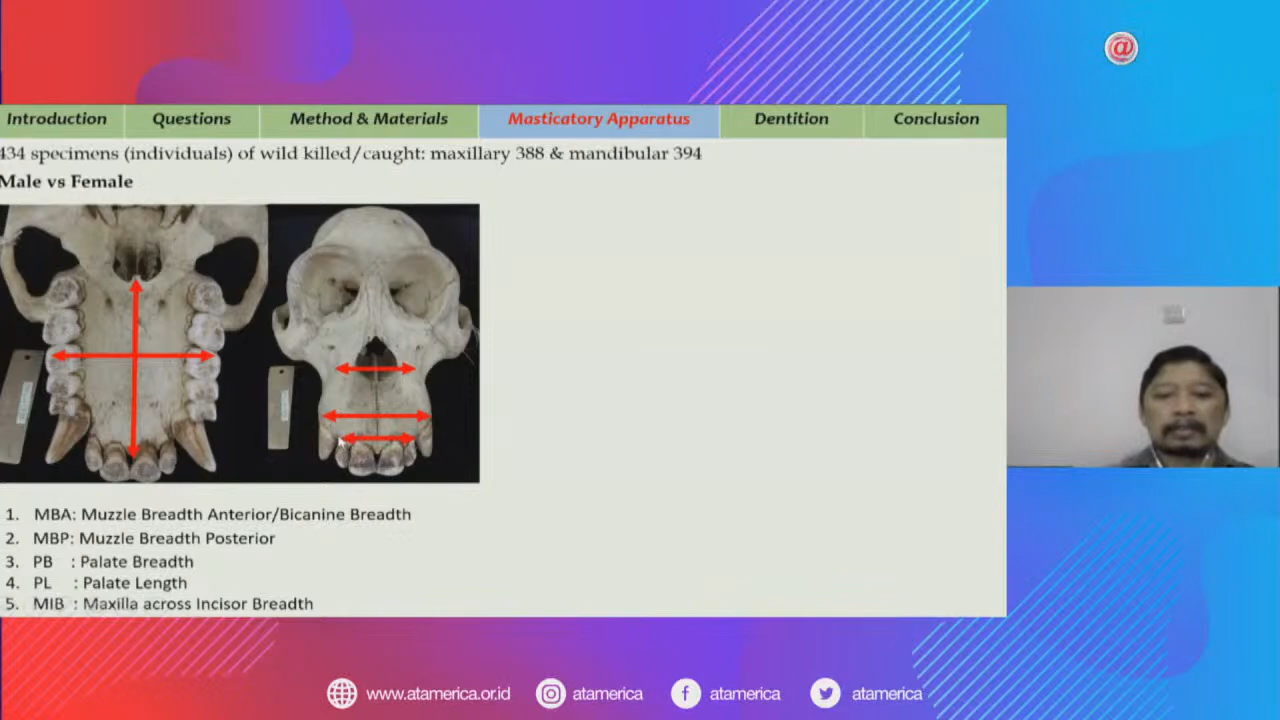 @
Introduction
Questions
Method & Materials
Masticatory Apparatus
Dentition
Conclusion
434 specimens (individuals) of wild killed/caught: maxillary 388 & mandibular 394
Male vs Female
1. MBA: Muzzle Breadth Anterior/Bicanine Breadth
2. MBP: Muzzle Breadth Posterior
3. PB : Palate Breadth
4. PL : Palate Length
5. MIB : Maxilla across Incisor Breadth
www.atamerica.or.id
atamerica
f
atamerica
atamerica